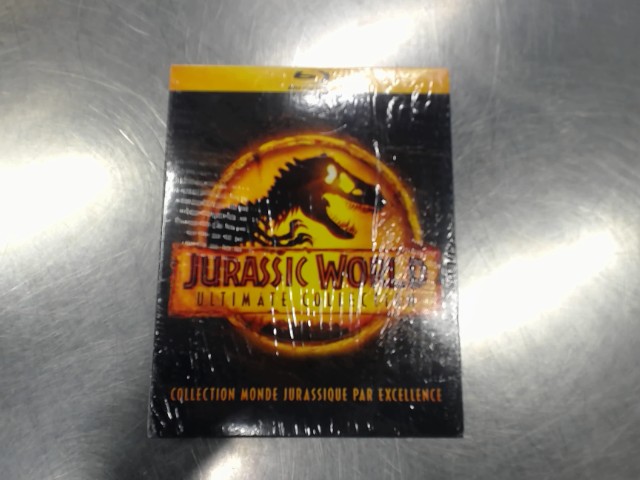 JURASSIC WORLD
ULTIMATE COLLECTION
COLLECTION MONDE JURASSIQUE PAR EXCELLENCE